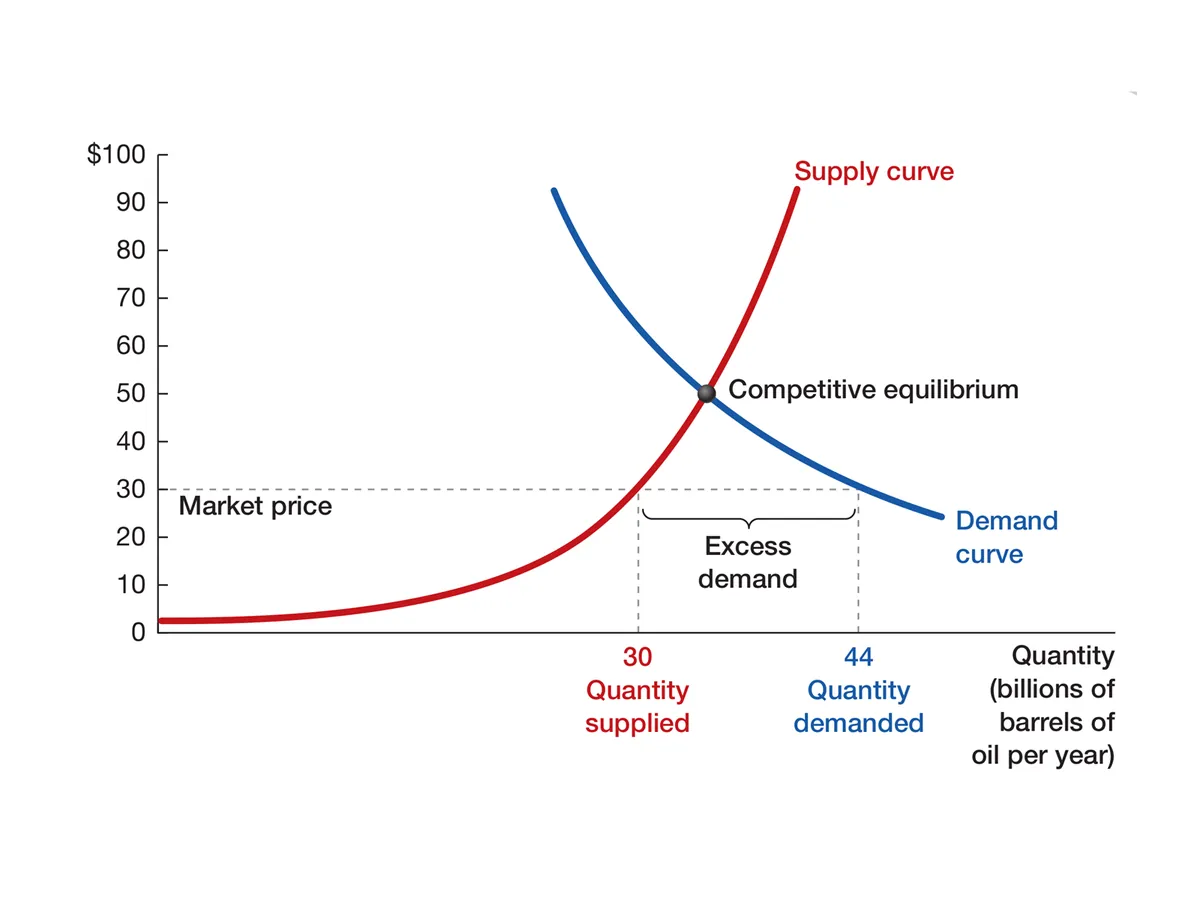 $100
90
80
70
60
50
40
30
20
10
0
Supply curve
Competitive equilibrium
Market price
Excess
demand
Demand
curve
30
Quantity
supplied
44
Quantity
demanded
Quantity
(billions of
barrels of
oil per year)